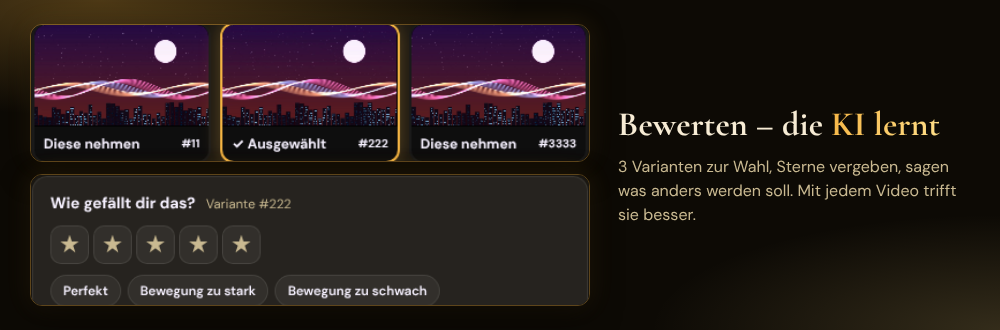 Diese nehmen #11
✓ Ausgewählt #222
Diese nehmen #3333
Wie gefällt dir das? Variante #222
★ ★ ★ ★ ★
Perfekt
Bewegung zu stark
Bewegung zu schwach
Bewerten – die KI lernt
3 Varianten zur Wahl, Sterne vergeben, sagen
was anders werden soll. Mit jedem Video trifft
sie besser.